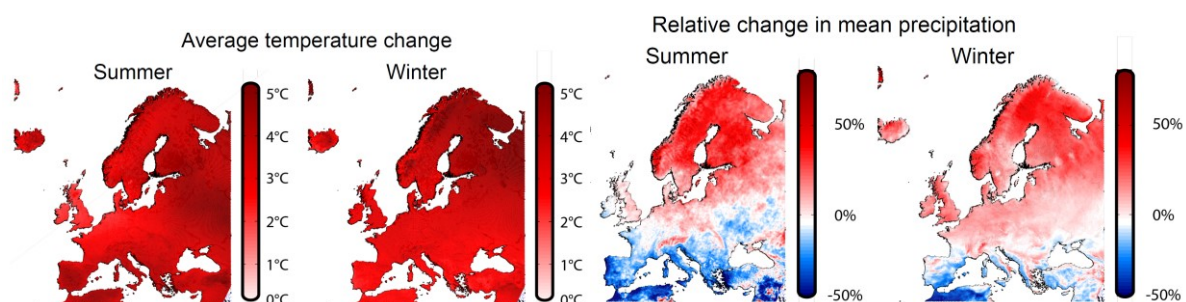 Average temperature change
Summer
Winter
5°C
4°C
3°C
2°C
1°C
0°C
5°C
4°C
3°C
2°C
1°C
0°C
Relative change in mean precipitation
Summer
Winter
50%
0%
-50%
50%
0%
-50%